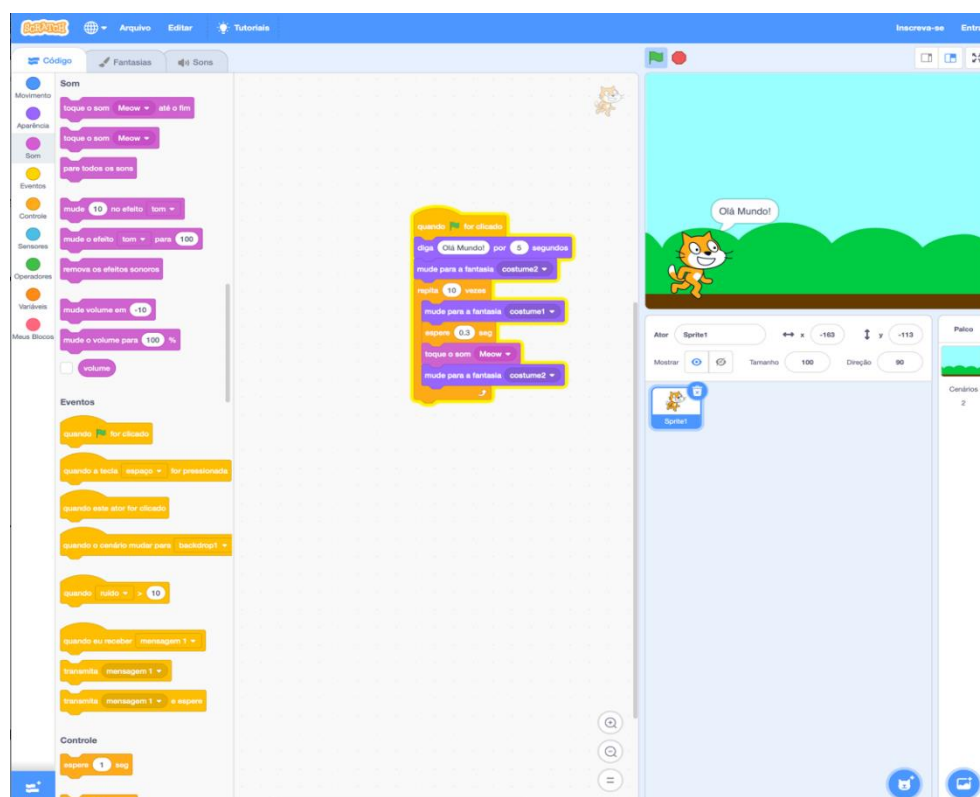 SCRATCH Arquivo Editar Tutoriais Inscreva-se Entr
Código Fantasias Sons
Movimento
Aparência
Som
Eventos
Controle
Sensores
Operadores
Variáveis
Meus Blocos
Som
toque o som Meow até o fim
toque o som Meow
pare todos os sons
mude 10 no efeito tom
mude o efeito tom para 100
remova os efeitos sonoros
mude volume em -10
mude o volume para 100 %
volume
Eventos
quando for clicado
quando a tecla espaço for pressionada
quando este ator for clicado
quando o cenário mudar para backdrop1
quando ruído > 10
quando eu receber mensagem 1
transmita mensagem 1
transmita mensagem 1 e espere
Controle
espere 1 seg
quando for clicado
diga Olá Mundo! por 5 segundos
mude para a fantasia costume2
repita 10 vezes
mude para a fantasia costume1
espere 0.3 seg
toque o som Meow
mude para a fantasia costume2
Olá Mundo!
Ator Sprite1 x -163 y -113
Mostrar Tamanho 100 Direção 90
Sprite1
Palco
Cenários
2